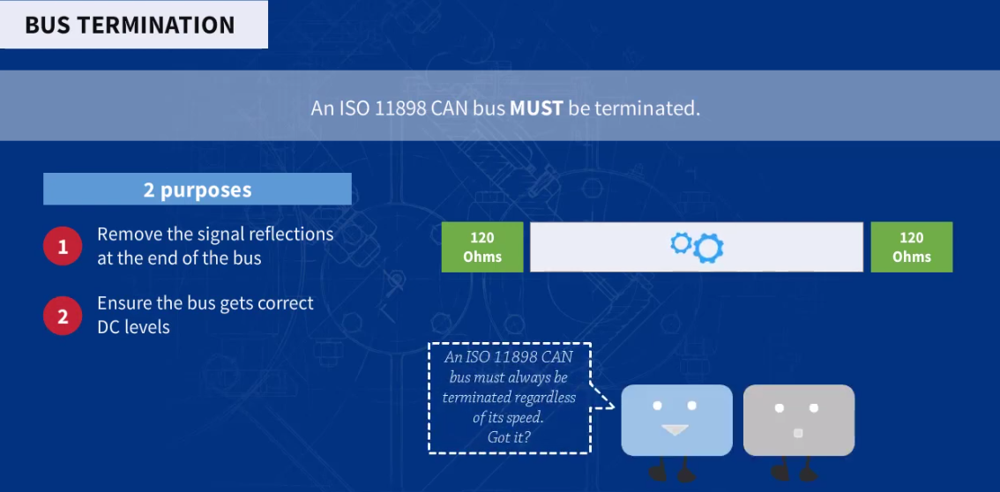 BUS TERMINATION
An ISO 11898 CAN bus MUST be terminated.
2 purposes
1
Remove the signal reflections
at the end of the bus
2
Ensure the bus gets correct
DC levels
120
Ohms
120
Ohms
An ISO 11898 CAN
bus must always be
terminated regardless
of its speed.
Got it?